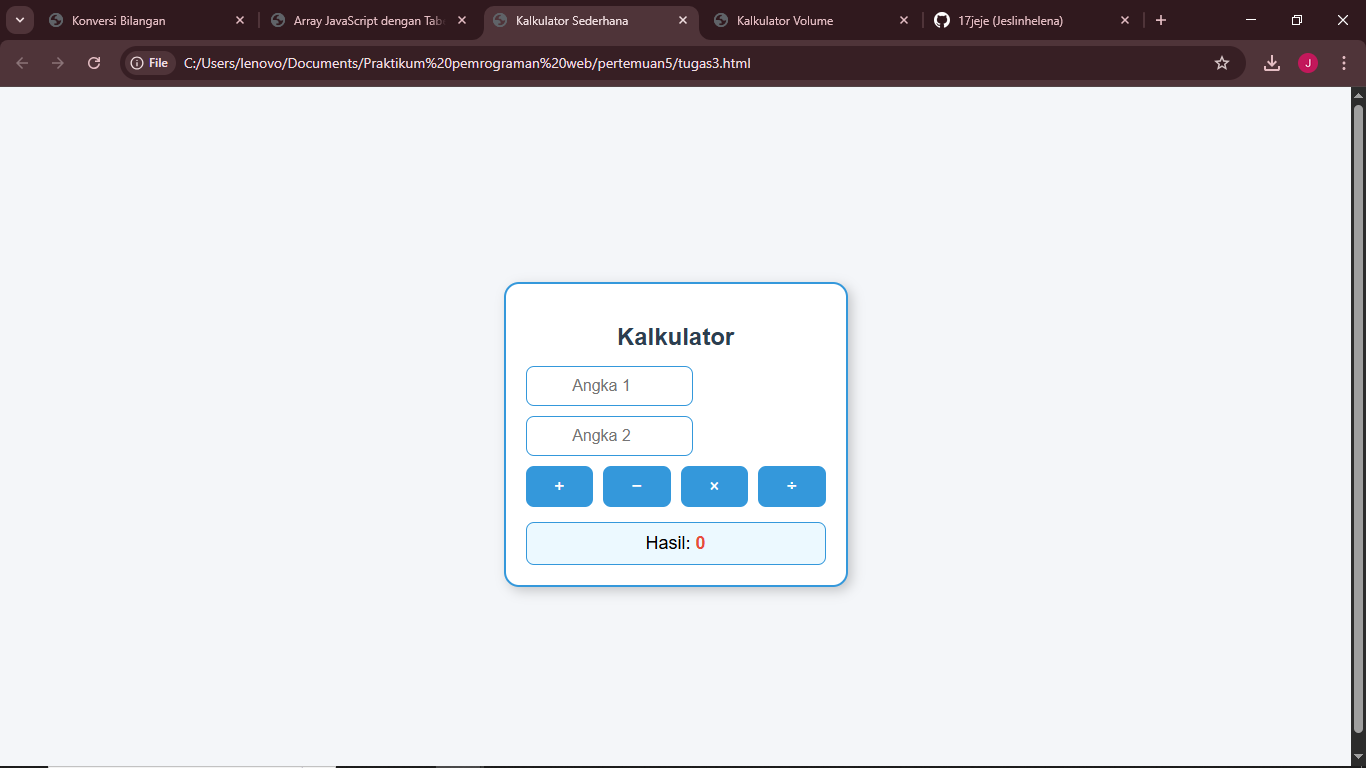 Konversi Bilangan
Array JavaScript dengan Tab
Kalkulator Sederhana
Kalkulator Volume
17jeje (Jeslinhelena)
File
C:/Users/lenovo/Documents/Praktikum%20pemrograman%20web/pertemuan5/tugas3.html
J
Kalkulator
Angka 1
Angka 2
+ − × ÷
Hasil: 0